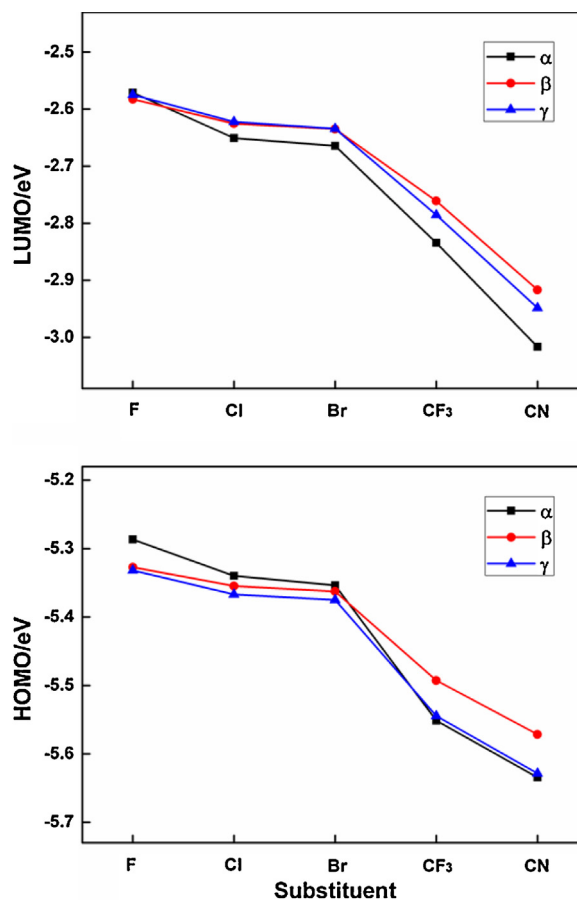 LUMO/eV
-2.5
-2.6
-2.7
-2.8
-2.9
-3.0
α
β
γ
F Cl Br CF₃ CN
HOMO/eV
-5.2
-5.3
-5.4
-5.5
-5.6
-5.7
α
β
γ
F Cl Br CF₃ CN
Substituent